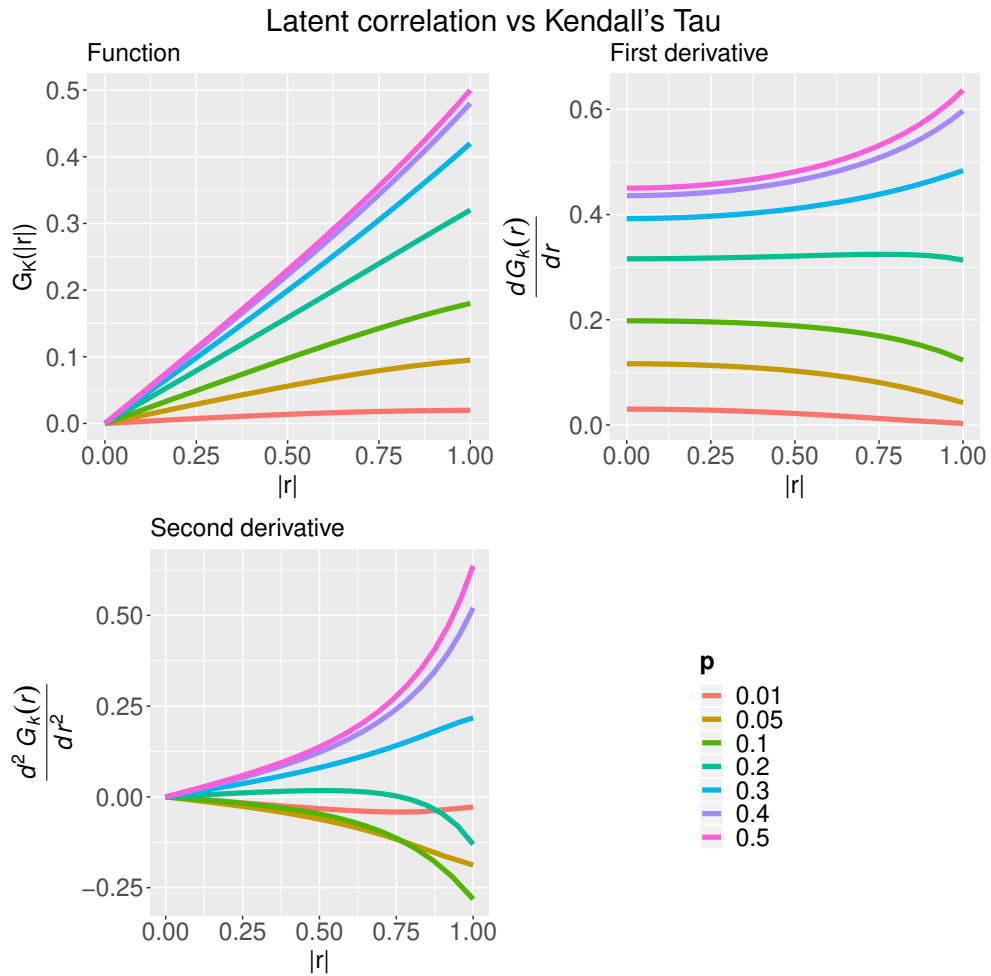 Latent correlation vs Kendall's Tau
Function
G_K(|r|)
0.5
0.4
0.3
0.2
0.1
0.0
0.00 0.25 0.50 0.75 1.00
|r|
First derivative
dG_k(r)
dr
0.6
0.4
0.2
0.0
0.00 0.25 0.50 0.75 1.00
|r|
Second derivative
d² G_k(r)
dr²
0.50
0.25
0.00
−0.25
0.00 0.25 0.50 0.75 1.00
|r|
p
0.01
0.05
0.1
0.2
0.3
0.4
0.5